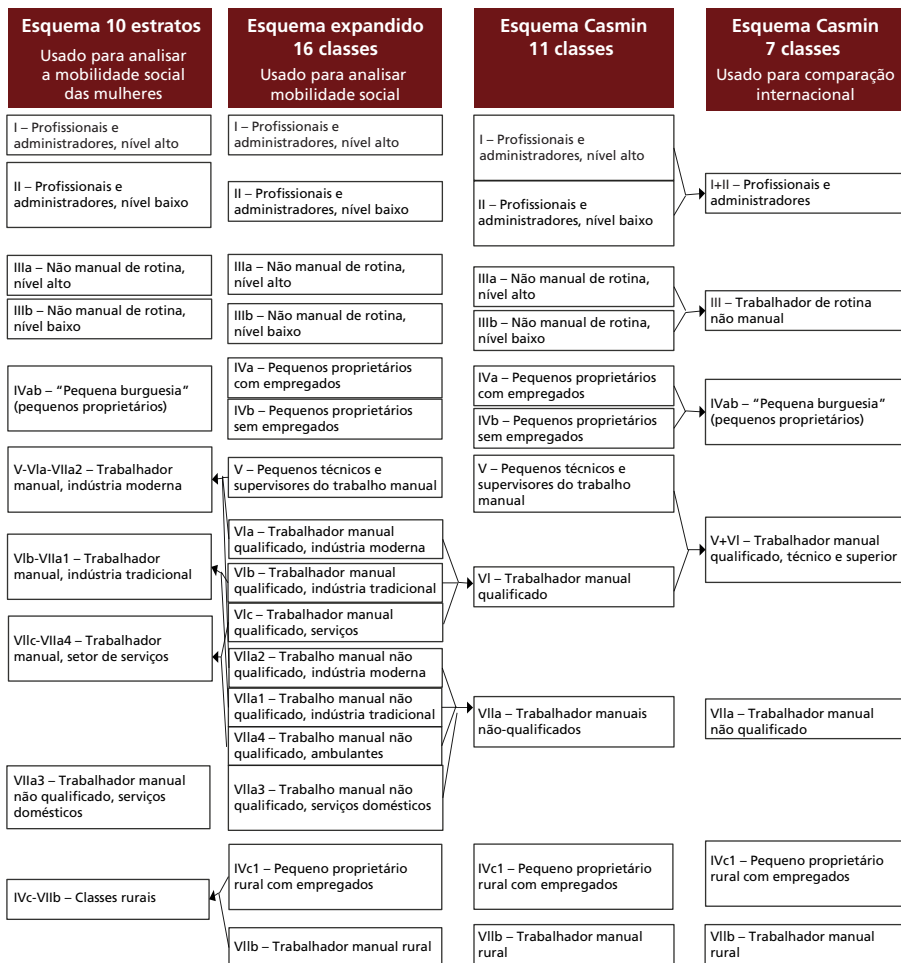 Esquema 10 estratos
Usado para analisar
a mobilidade social
das mulheres
I – Profissionais e
administradores, nível alto
II – Profissionais e
administradores, nível baixo
IIIa – Não manual de rotina,
nível alto
IIIb – Não manual de rotina,
nível baixo
IVab – “Pequena burguesia”
(pequenos proprietários)
V-VIa-VIIa2 – Trabalhador
manual, indústria moderna
VIb-VIIa1 – Trabalhador
manual, indústria tradicional
VIIc-VIIa4 – Trabalhador
manual, setor de serviços
VIIa3 – Trabalhador manual
não qualificado, serviços
domésticos
IVc-VIIb – Classes rurais
Esquema expandido
16 classes
Usado para analisar
mobilidade social
I – Profissionais e
administradores, nível alto
II – Profissionais e
administradores, nível baixo
IIIa – Não manual de rotina,
nível alto
IIIb – Não manual de rotina,
nível baixo
IVa – Pequenos proprietários
com empregados
IVb – Pequenos proprietários
sem empregados
V – Pequenos técnicos e
supervisores do trabalho manual
VIa – Trabalhador manual
qualificado, indústria moderna
VIb – Trabalhador manual
qualificado, indústria tradicional
VIc – Trabalhador manual
qualificado, serviços
VIIa2 – Trabalho manual não
qualificado, indústria moderna
VIIa1 – Trabalho manual não
qualificado, indústria tradicional
VIIa4 – Trabalho manual não
qualificado, ambulantes
VIIa3 – Trabalho manual não
qualificado, serviços domésticos
IVc1 – Pequeno proprietário
rural com empregados
VIIb – Trabalhador manual rural
Esquema Casmin
11 classes
I – Profissionais e
administradores, nível alto
II – Profissionais e
administradores, nível baixo
IIIa – Não manual de rotina,
nível alto
IIIb – Não manual de rotina,
nível baixo
IVa – Pequenos proprietários
com empregados
IVb – Pequenos proprietários
sem empregados
V – Pequenos técnicos e
supervisores do trabalho
manual
VI – Trabalhador manual
qualificado
VIIa – Trabalhador manuais
não-qualificados
IVc1 – Pequeno proprietário
rural com empregados
VIIb – Trabalhador manual
rural
Esquema Casmin
7 classes
Usado para comparação
internacional
I+II – Profissionais e
administradores
III – Trabalhador de rotina
não manual
IVab – “Pequena burguesia”
(pequenos proprietários)
V+VI – Trabalhador manual
qualificado, técnico e superior
VIIa – Trabalhador manual
não qualificado
IVc1 – Pequeno proprietário
rural com empregados
VIIb – Trabalhador manual
rural